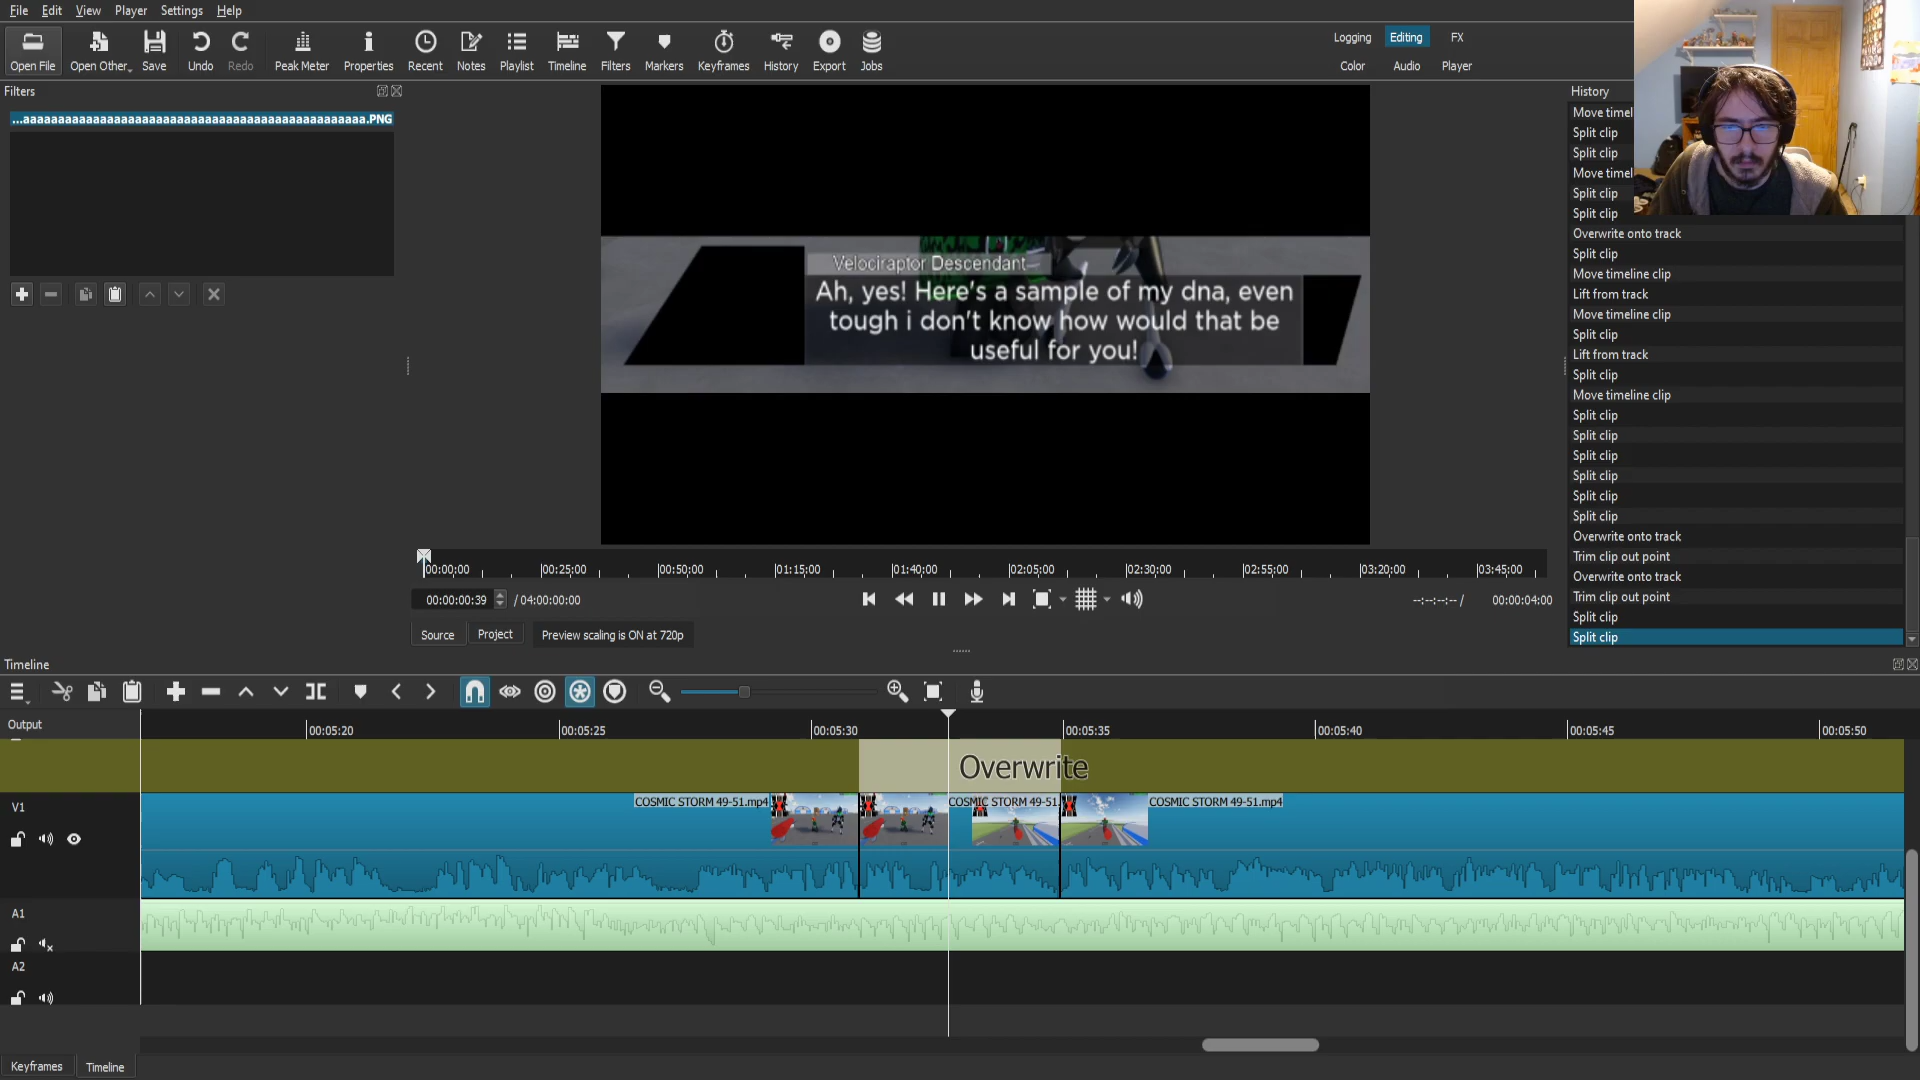 File Edit View Player Settings Help
Open File Open Other... Save Undo Redo Peak Meter Properties Recent Notes Playlist Timeline Filters Markers Keyframes History Export Jobs
Logging Editing FX
Color Audio Player
Filters
...aaaaaaaaaaaaaaaaaaaaaaaaaaaaaaaaaaaaaaaaaaaaaaaaa.PNG
Velociraptor Descendant
Ah, yes! Here's a sample of my dna, even
tough i don't know how would that be
useful for you!
00:00:00 00:25:00 00:50:00 01:15:00 01:40:00 02:05:00 02:30:00 02:55:00 03:20:00 03:45:00
00:00:00:39 / 04:00:00:00 --:--:--:-- / 00:00:04:00
Source Project Preview scaling is ON at 720p
History
Move timel
Split clip
Split clip
Move timel
Split clip
Split clip
Overwrite onto track
Split clip
Move timeline clip
Lift from track
Move timeline clip
Split clip
Lift from track
Split clip
Move timeline clip
Split clip
Split clip
Split clip
Split clip
Split clip
Split clip
Overwrite onto track
Trim clip out point
Overwrite onto track
Trim clip out point
Split clip
Split clip
Timeline
Output
00:05:20 00:05:25 00:05:30 00:05:35 00:05:40 00:05:45 00:05:50
Overwrite
V1
COSMIC STORM 49-51.mp4 COSMIC STORM 49-51. COSMIC STORM 49-51.mp4
A1
A2
Keyframes Timeline